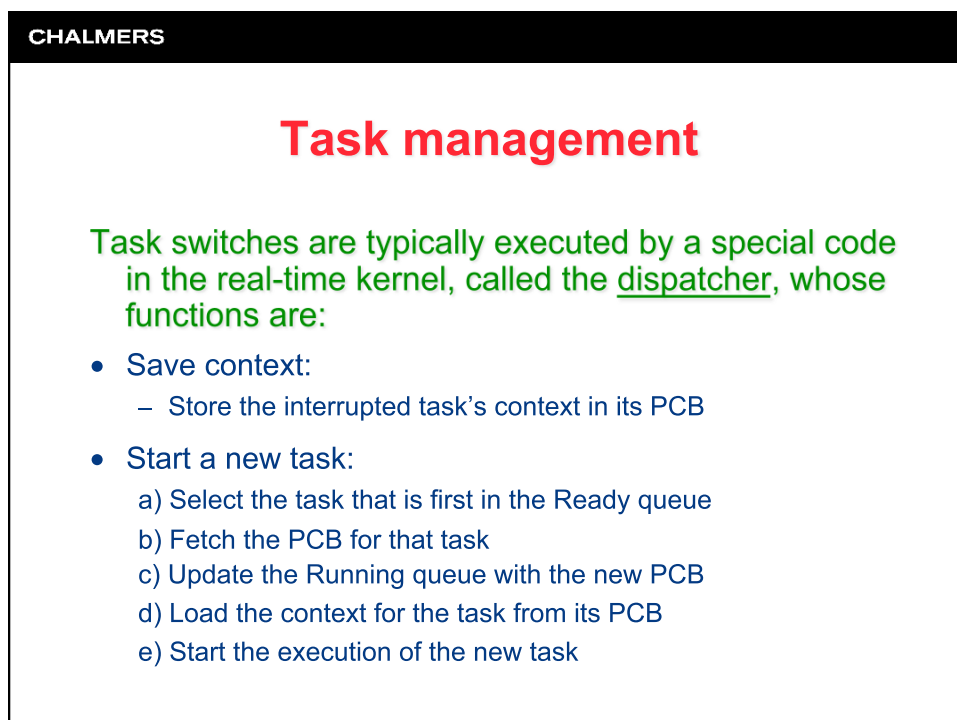 CHALMERS
Task management
Task switches are typically executed by a special code
in the real-time kernel, called the dispatcher, whose
functions are:
• Save context:
– Store the interrupted task’s context in its PCB
• Start a new task:
a) Select the task that is first in the Ready queue
b) Fetch the PCB for that task
c) Update the Running queue with the new PCB
d) Load the context for the task from its PCB
e) Start the execution of the new task